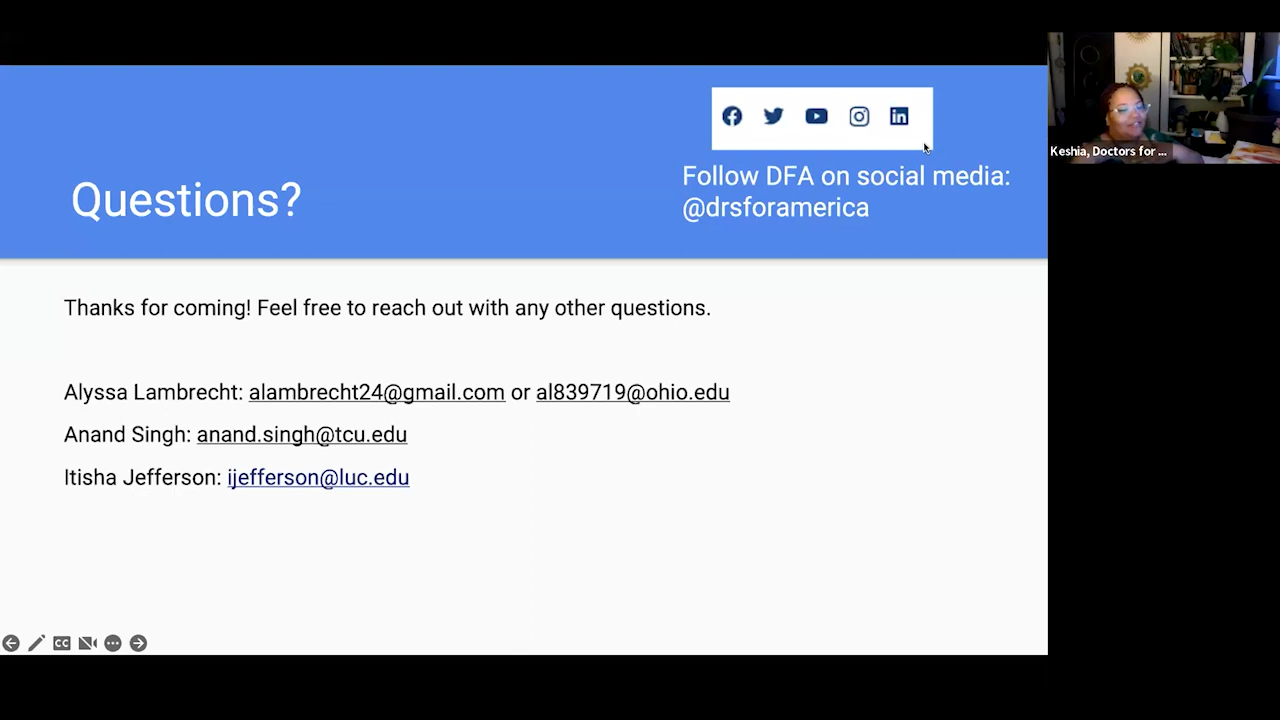 Follow DFA on social media:
@drsforamerica
Questions?
Thanks for coming! Feel free to reach out with any other questions.
Alyssa Lambrecht: alambrecht24@gmail.com or al839719@ohio.edu
Anand Singh: anand.singh@tcu.edu
Itisha Jefferson: ijefferson@luc.edu
CC
Keshia, Doctors for ...